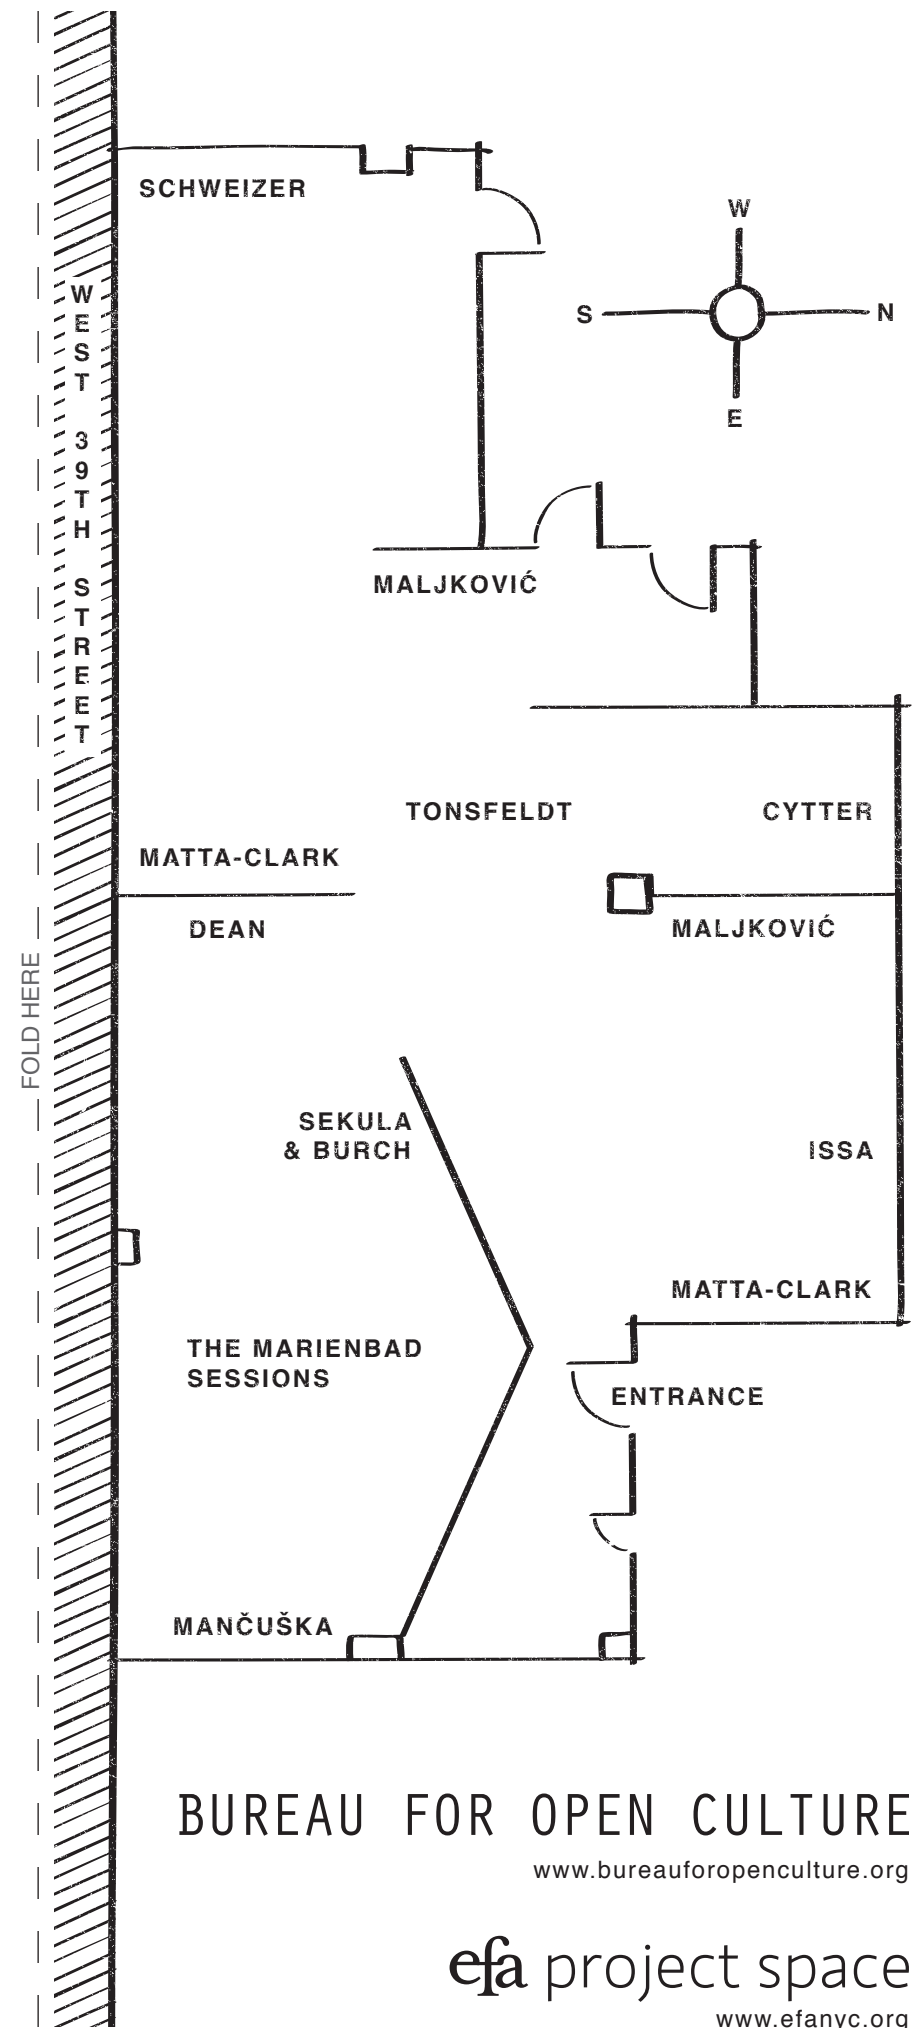 SCHWEIZER
W
S
N
E
WEST 39TH STREET
MALJKOVIĆ
TONSFELDT
CYTTER
MATTA-CLARK
DEAN
MALJKOVIĆ
FOLD HERE
SEKULA
& BURCH
ISSA
MATTA-CLARK
THE MARIENBAD
SESSIONS
ENTRANCE
MANČUŠKA
BUREAU FOR OPEN CULTURE
www.bureauforopenculture.org
efa project space
www.efanyc.org